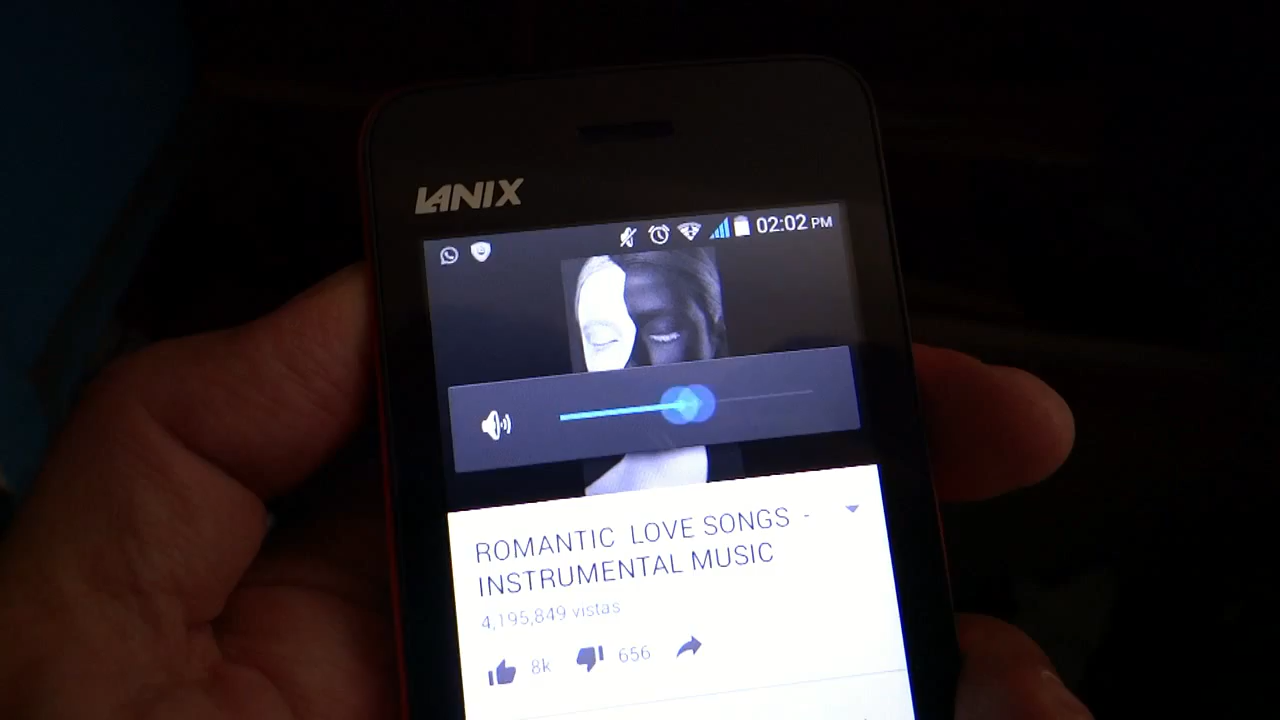 LANIX
02:02 PM
ROMANTIC LOVE SONGS -
INSTRUMENTAL MUSIC
4,195,849 vistas
8k 656